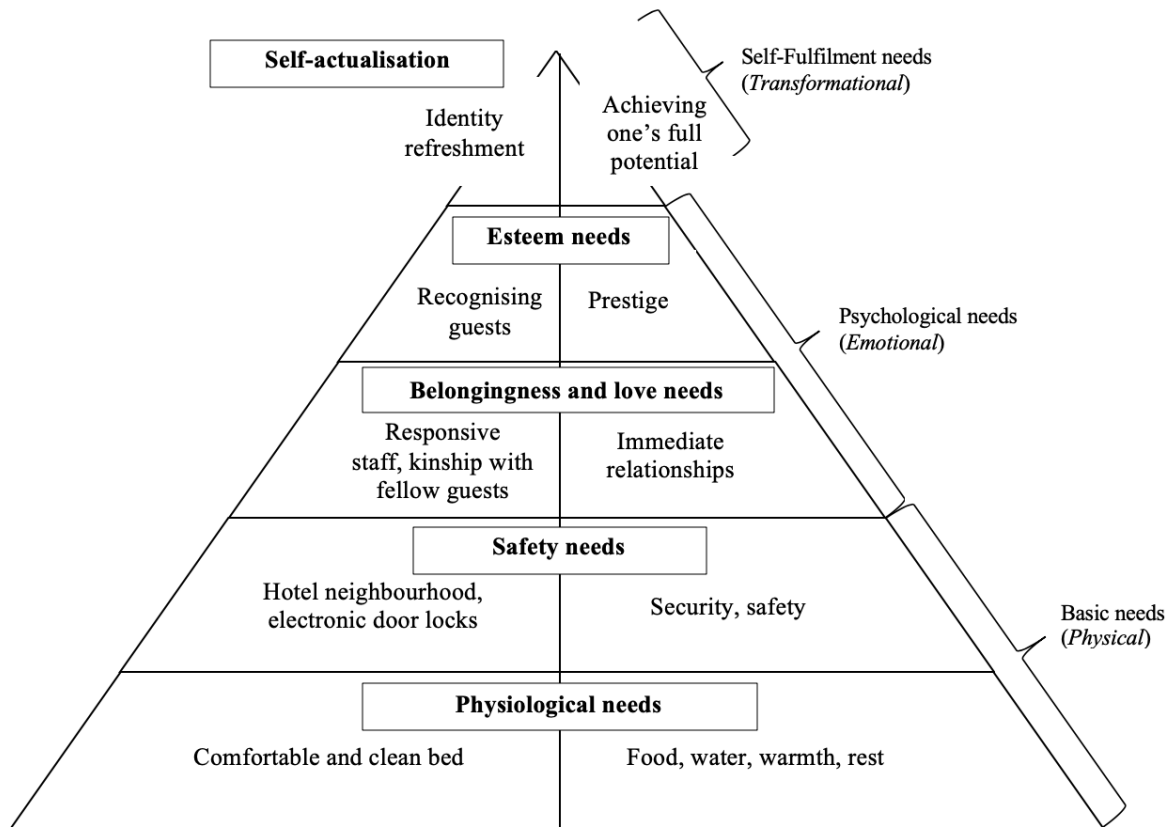 Self-actualisation
Self-Fulfilment needs
(Transformational)
Identity
refreshment
Achieving
one’s full
potential
Esteem needs
Recognising
guests
Prestige
Psychological needs
(Emotional)
Belongingness and love needs
Responsive
staff, kinship with
fellow guests
Immediate
relationships
Safety needs
Hotel neighbourhood,
electronic door locks
Security, safety
Basic needs
(Physical)
Physiological needs
Comfortable and clean bed
Food, water, warmth, rest